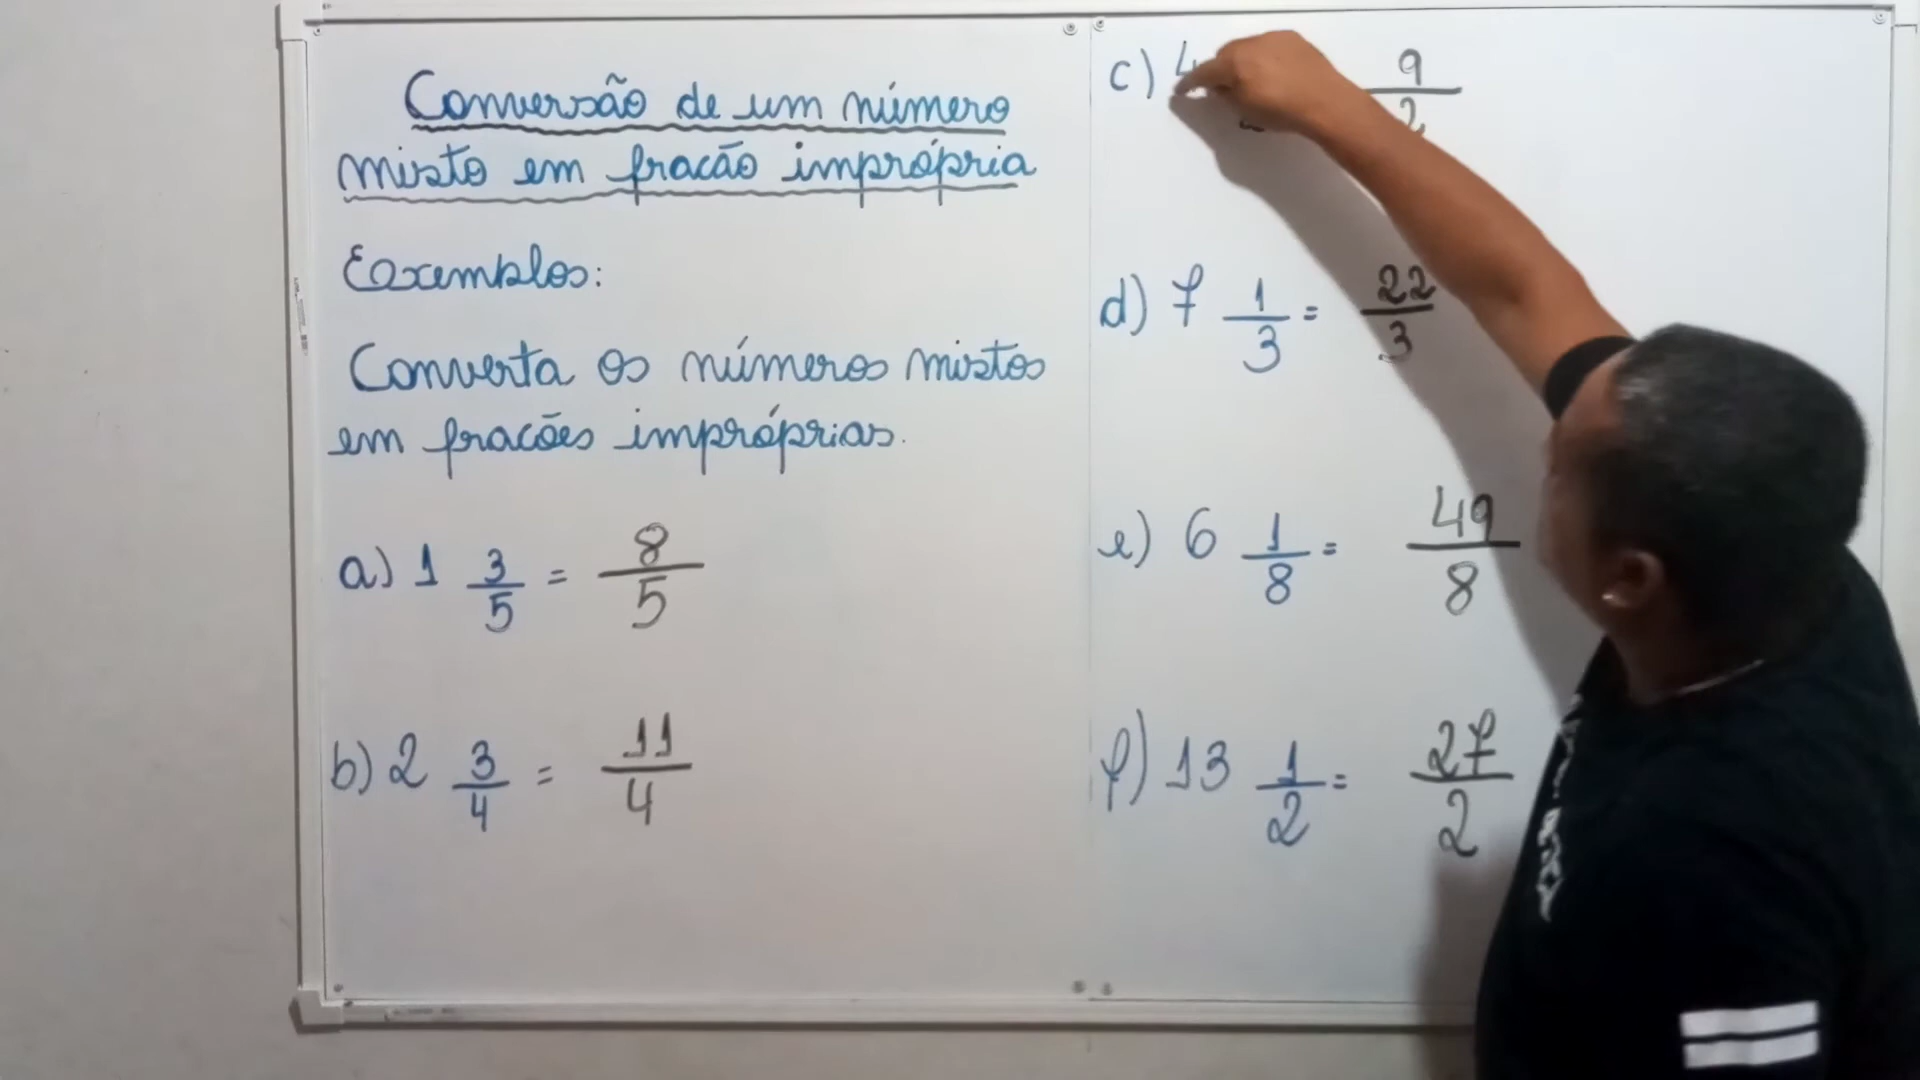 Conversão de um número
misto em fracão imprópria
Exemplos:
Converta os números mistos
em fracões impróprias.
a) 1 3/5 = 8/5
b) 2 3/4 = 11/4
c) 4 9/2
d) 7 1/3 = 22/3
e) 6 1/8 = 49/8
f) 13 1/2 = 27/2